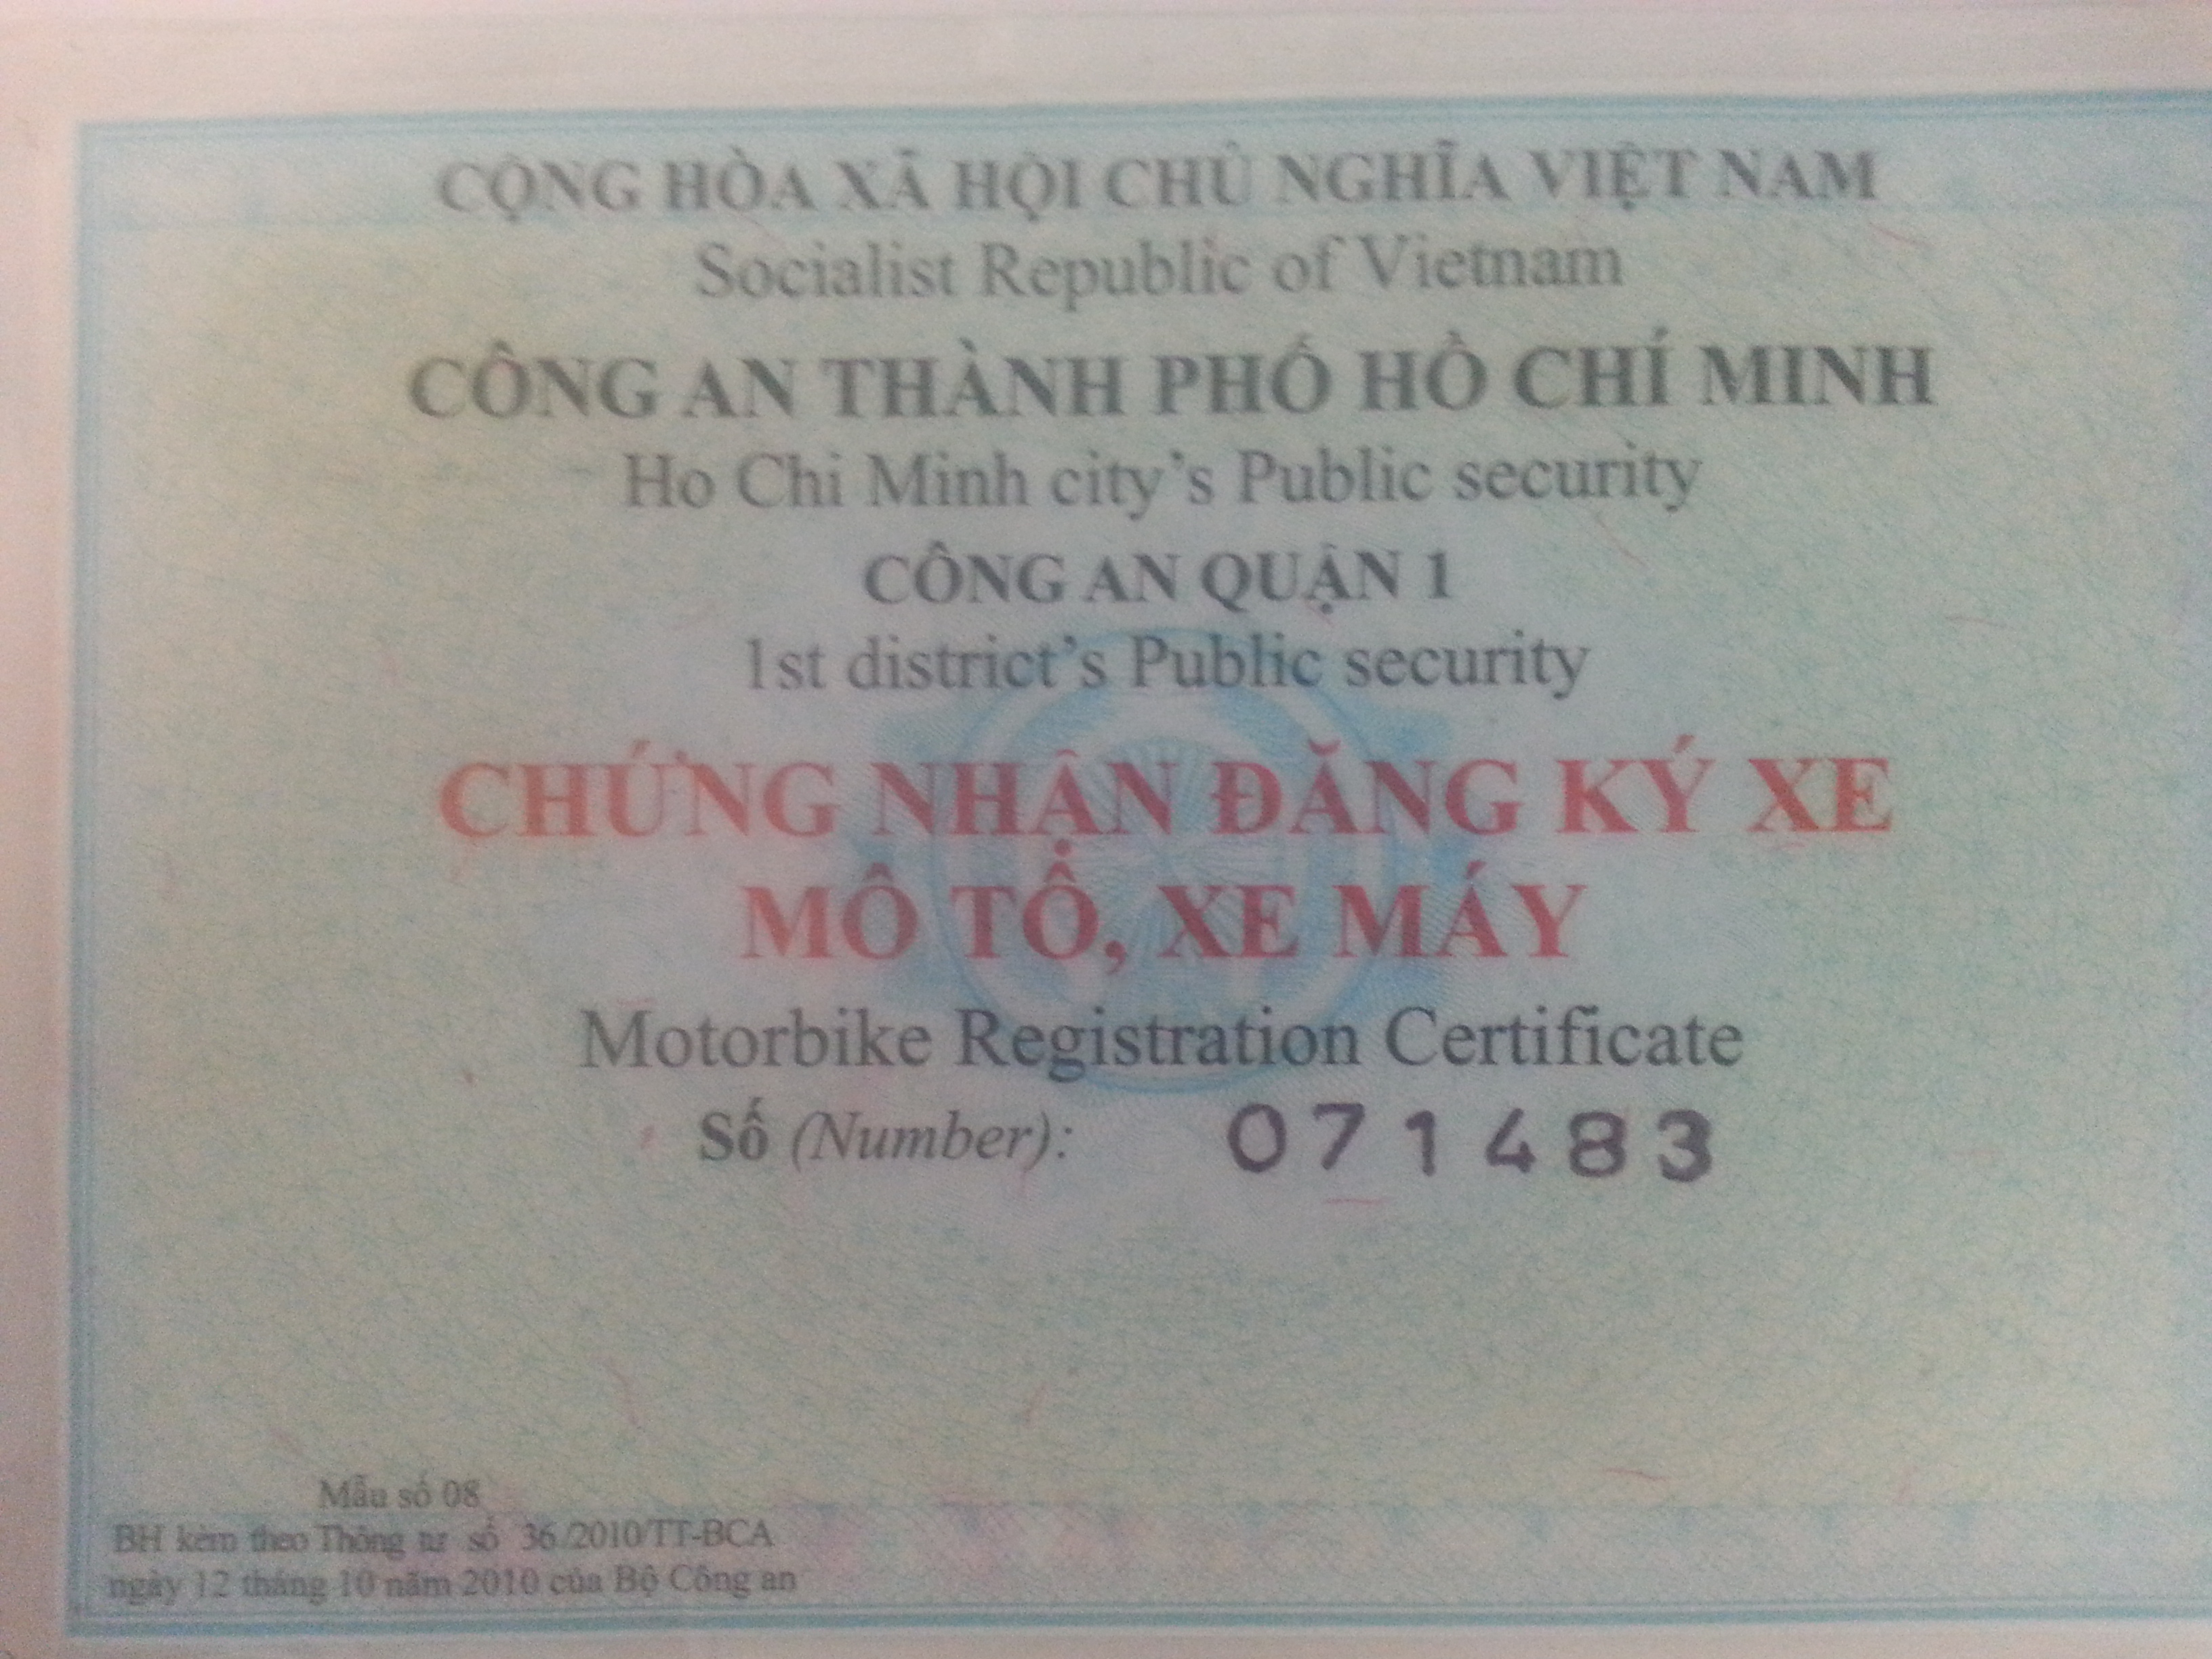 CỘNG HÒA XÃ HỘI CHỦ NGHĨA VIỆT NAM
Socialist Republic of Vietnam
CÔNG AN THÀNH PHỐ HỒ CHÍ MINH
Ho Chi Minh city's Public security
CÔNG AN QUẬN 1
1st district's Public security
CHỨNG NHẬN ĐĂNG KÝ XE
MÔ TÔ, XE MÁY
Motorbike Registration Certificate
Số (Number): 071483
Mẫu số 08
BH kèm theo Thông tư số 36/2010/TT-BCA
ngày 12 tháng 10 năm 2010 của Bộ Công an